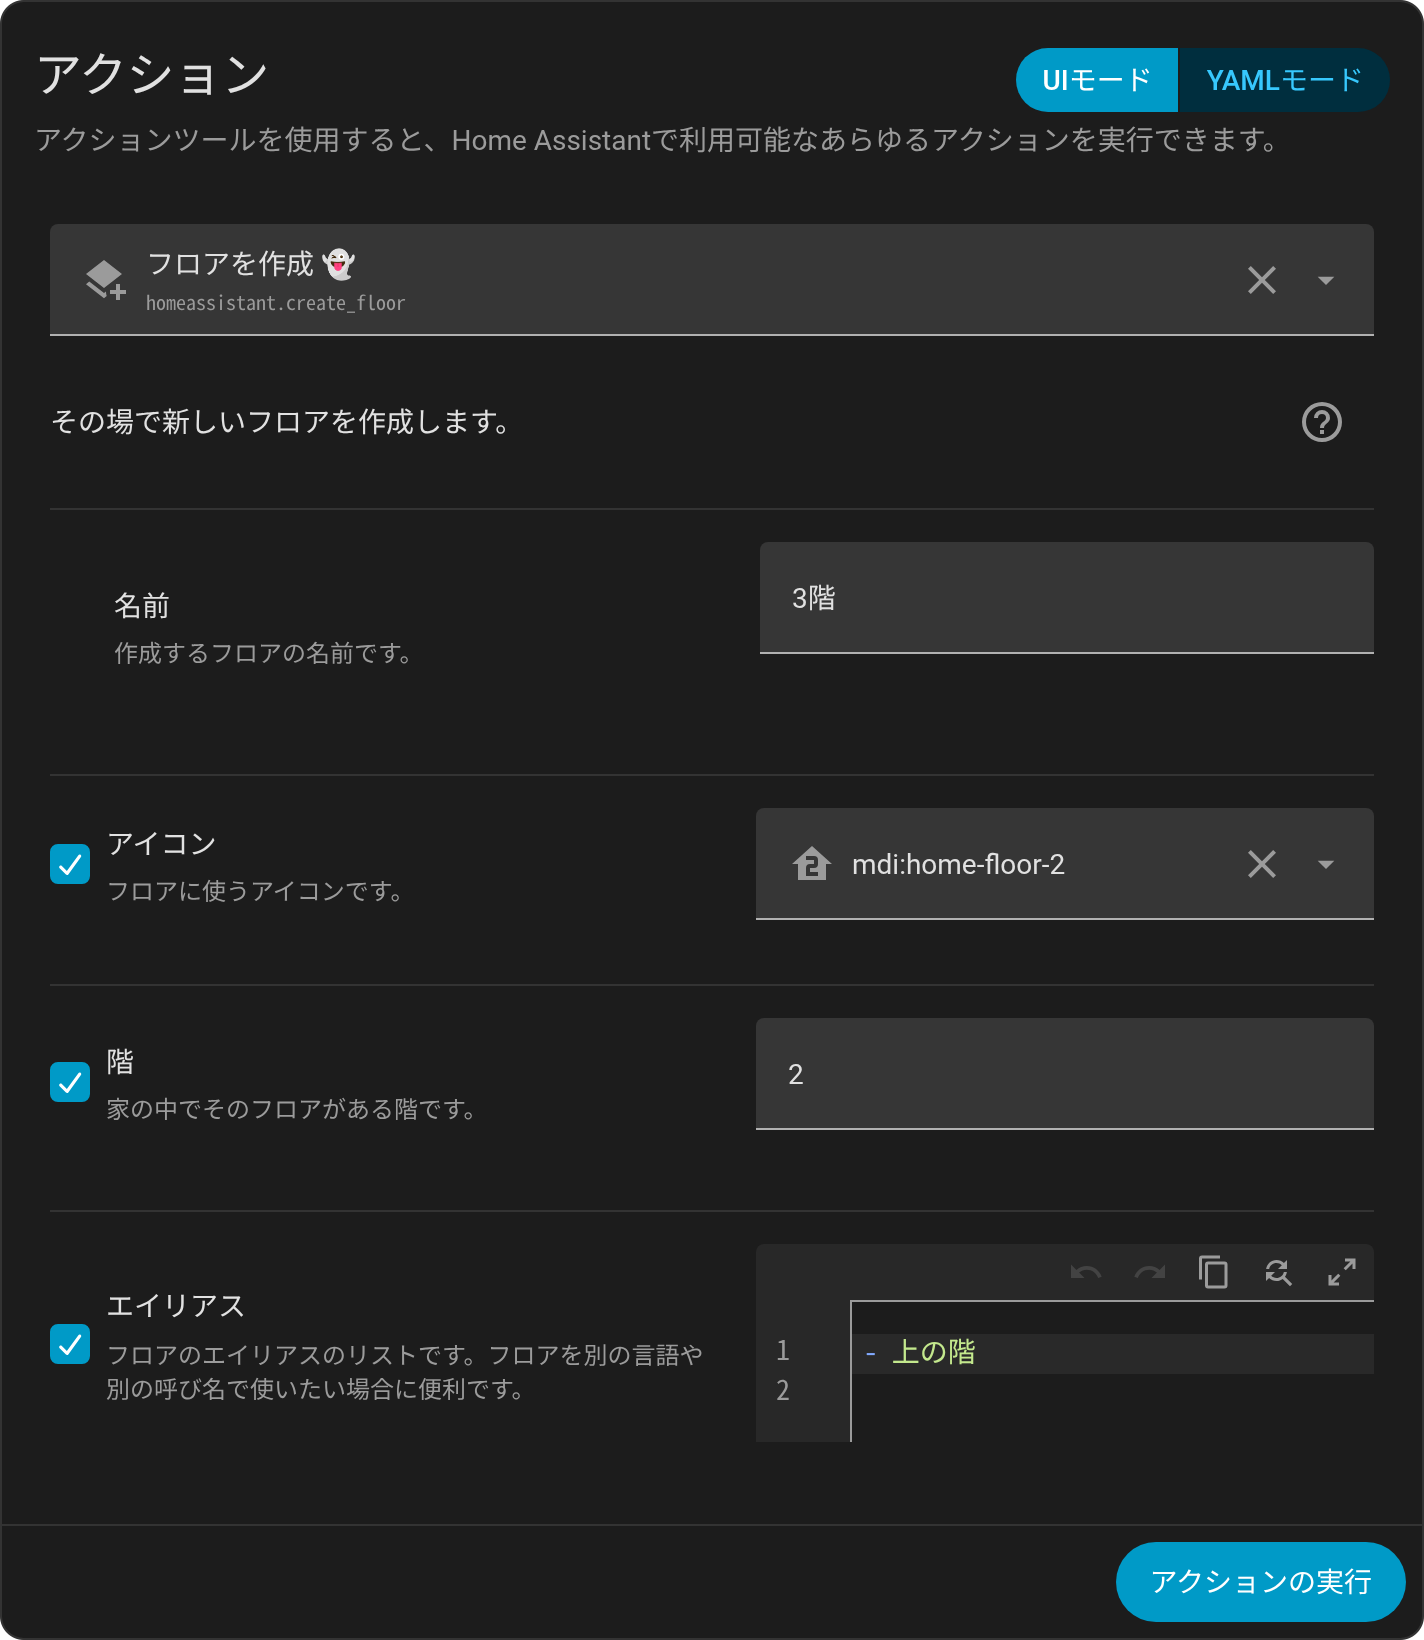 アクション
UIモード
YAMLモード
アクションツールを使用すると、Home Assistantで利用可能なあらゆるアクションを実行できます。
フロアを作成 👻
homeassistant.create_floor
その場で新しいフロアを作成します。
名前
作成するフロアの名前です。
3階
アイコン
フロアに使うアイコンです。
mdi:home-floor-2
階
家の中でそのフロアがある階です。
2
エイリアス
フロアのエイリアスのリストです。フロアを別の言語や
別の呼び名で使いたい場合に便利です。
1 - 上の階
2
アクションの実行